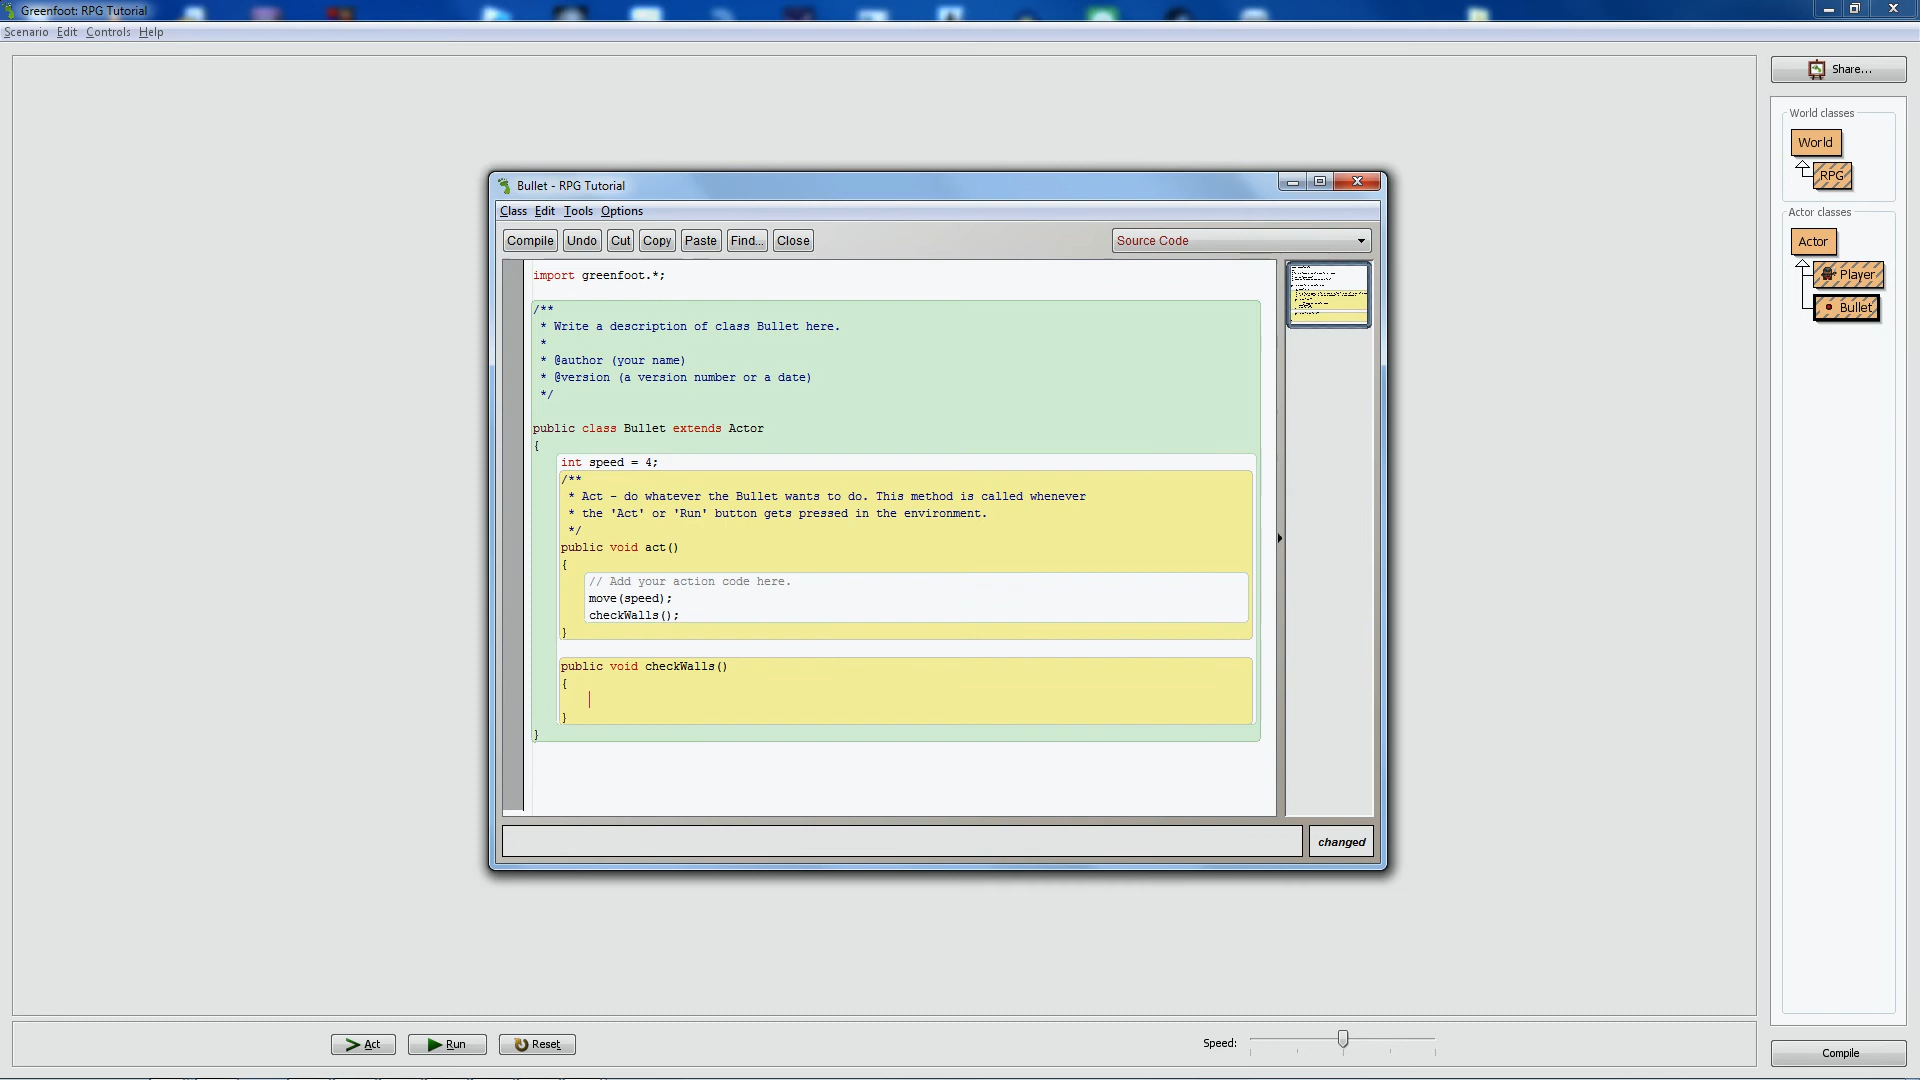 Greenfoot: RPG Tutorial
Scenario Edit Controls Help
Share...
World classes
World
RPG
Actor classes
Actor
Player
Bullet
Bullet - RPG Tutorial
Class Edit Tools Options
Compile Undo Cut Copy Paste Find... Close
Source Code
import greenfoot.*;
/**
* Write a description of class Bullet here.
*
* @author (your name)
* @version (a version number or a date)
*/
public class Bullet extends Actor
{
int speed = 4;
/**
* Act - do whatever the Bullet wants to do. This method is called whenever
* the 'Act' or 'Run' button gets pressed in the environment.
*/
public void act()
{
// Add your action code here.
move(speed);
checkWalls();
}
public void checkWalls()
{
}
}
changed
Act Run Reset Speed:
Compile